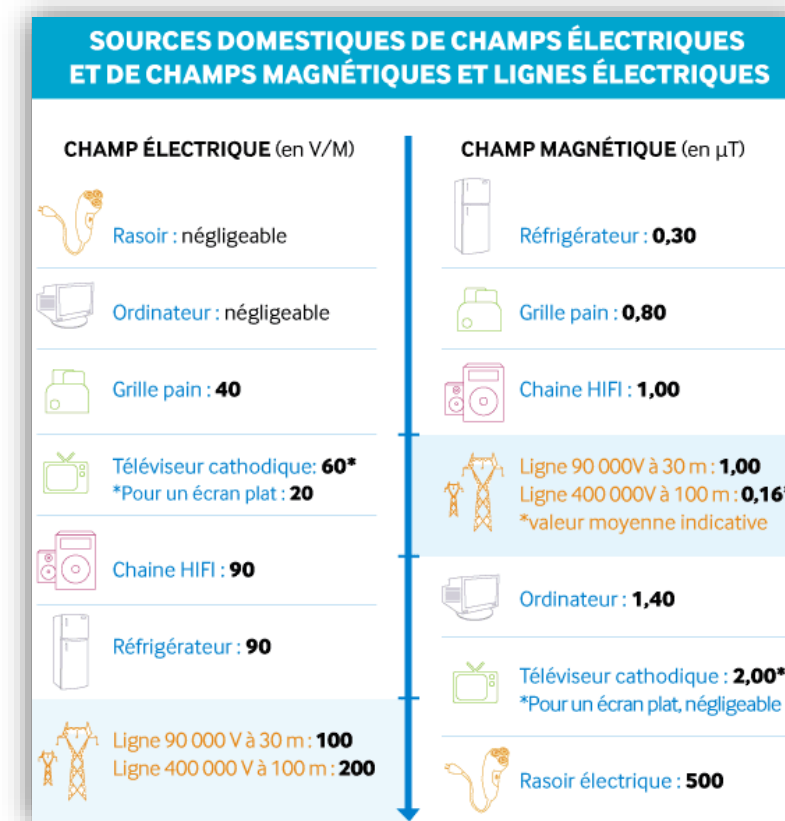 SOURCES DOMESTIQUES DE CHAMPS ÉLECTRIQUES
ET DE CHAMPS MAGNÉTIQUES ET LIGNES ÉLECTRIQUES
CHAMP ÉLECTRIQUE (en V/M)
Rasoir : négligeable
Ordinateur : négligeable
Grille pain : 40
Téléviseur cathodique: 60*
*Pour un écran plat : 20
Chaine HIFI : 90
Réfrigérateur : 90
Ligne 90 000 V à 30 m : 100
Ligne 400 000 V à 100 m : 200
CHAMP MAGNÉTIQUE (en µT)
Réfrigérateur : 0,30
Grille pain : 0,80
Chaine HIFI : 1,00
Ligne 90 000V à 30 m : 1,00
Ligne 400 000V à 100 m : 0,16*
*valeur moyenne indicative
Ordinateur : 1,40
Téléviseur cathodique : 2,00*
*Pour un écran plat, négligeable
Rasoir électrique : 500